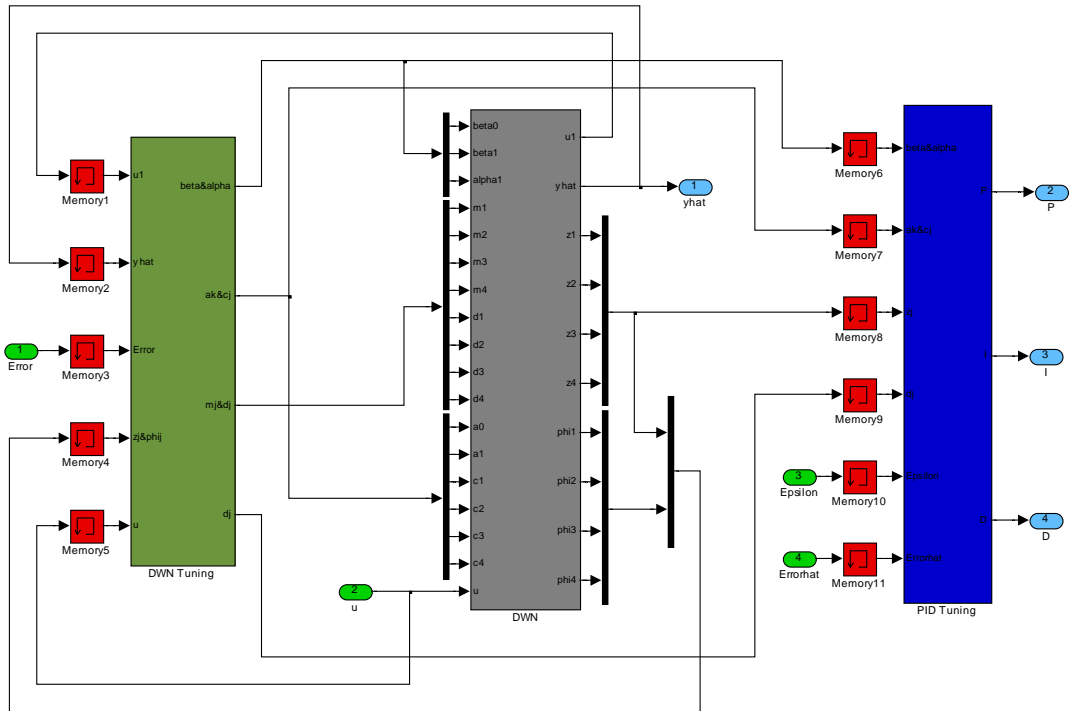 1
Error
Memory1
Memory2
Memory3
Memory4
Memory5
u1
yhat
Error
zj&phij
u
beta&alpha
ak&cj
mj&dj
dj
DWN Tuning
2
u
beta0
beta1
alpha1
m1
m2
m3
m4
d1
d2
d3
d4
a0
a1
c1
c2
c3
c4
u
u1
yhat
z1
z2
z3
z4
phi1
phi2
phi3
phi4
DWN
1
yhat
Memory6
Memory7
Memory8
Memory9
3
Epsilon
Memory10
4
Errorhat
Memory11
beta&alpha
ak&cj
zj
dj
Epsilon
Errorhat
P
I
D
PID Tuning
2
P
3
I
4
D